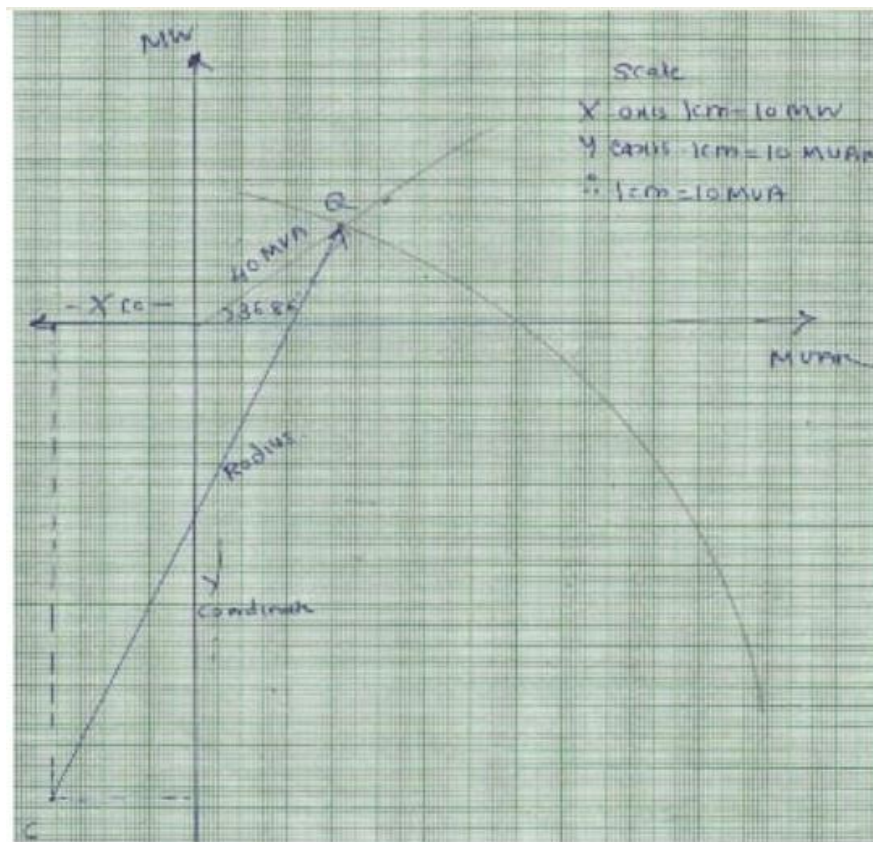 MW
Scale
X axis 1cm = 10 MW
Y axis 1cm = 10 MVAR
∴ 1cm = 10 MVA
Q
40 MVA
36.86
- X co -
MVAR
Radius
Y
coordinate
C